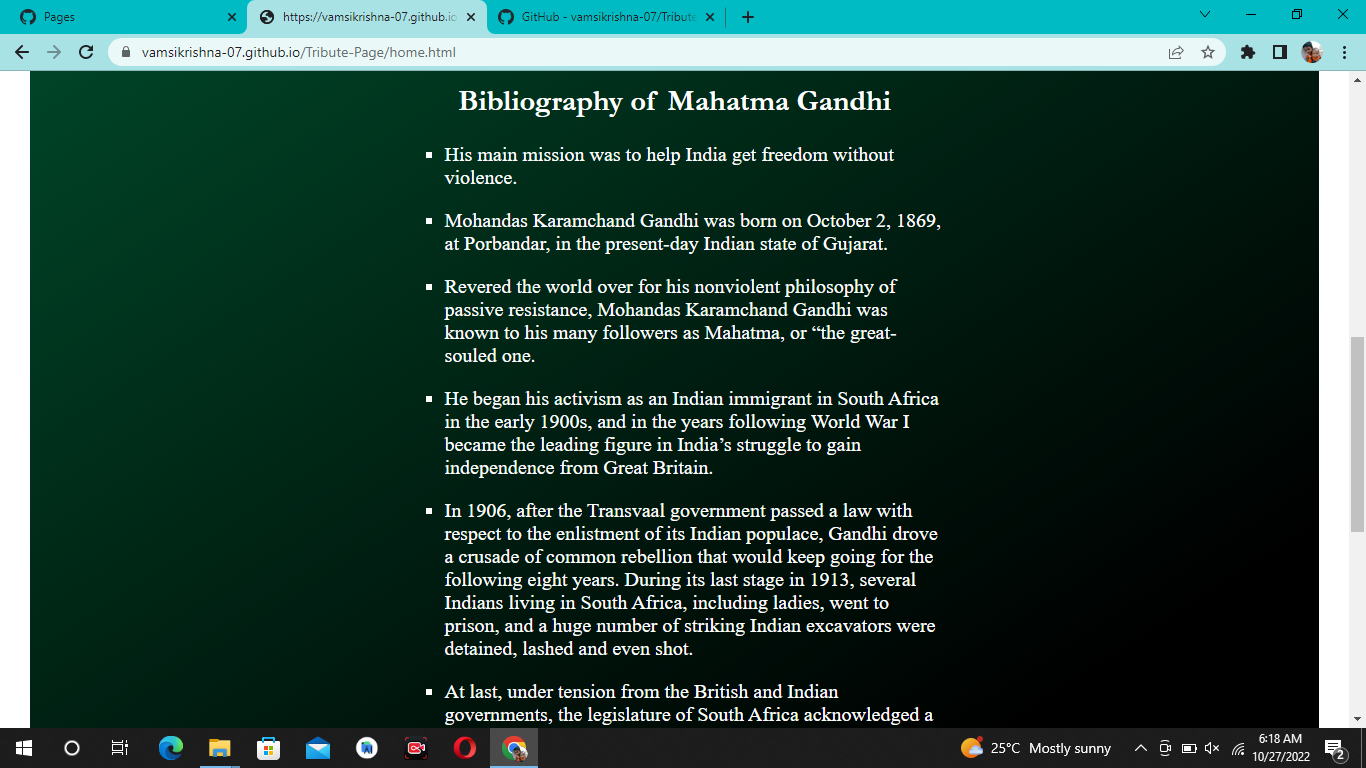 Pages
https://vamsikrishna-07.github.io
GitHub - vamsikrishna-07/Tribute
vamsikrishna-07.github.io/Tribute-Page/home.html
Bibliography of Mahatma Gandhi
His main mission was to help India get freedom without
violence.
Mohandas Karamchand Gandhi was born on October 2, 1869,
at Porbandar, in the present-day Indian state of Gujarat.
Revered the world over for his nonviolent philosophy of
passive resistance, Mohandas Karamchand Gandhi was
known to his many followers as Mahatma, or “the great-
souled one.
He began his activism as an Indian immigrant in South Africa
in the early 1900s, and in the years following World War I
became the leading figure in India’s struggle to gain
independence from Great Britain.
In 1906, after the Transvaal government passed a law with
respect to the enlistment of its Indian populace, Gandhi drove
a crusade of common rebellion that would keep going for the
following eight years. During its last stage in 1913, several
Indians living in South Africa, including ladies, went to
prison, and a huge number of striking Indian excavators were
detained, lashed and even shot.
At last, under tension from the British and Indian
governments, the legislature of South Africa acknowledged a
25°C Mostly sunny
6:18 AM
10/27/2022
2